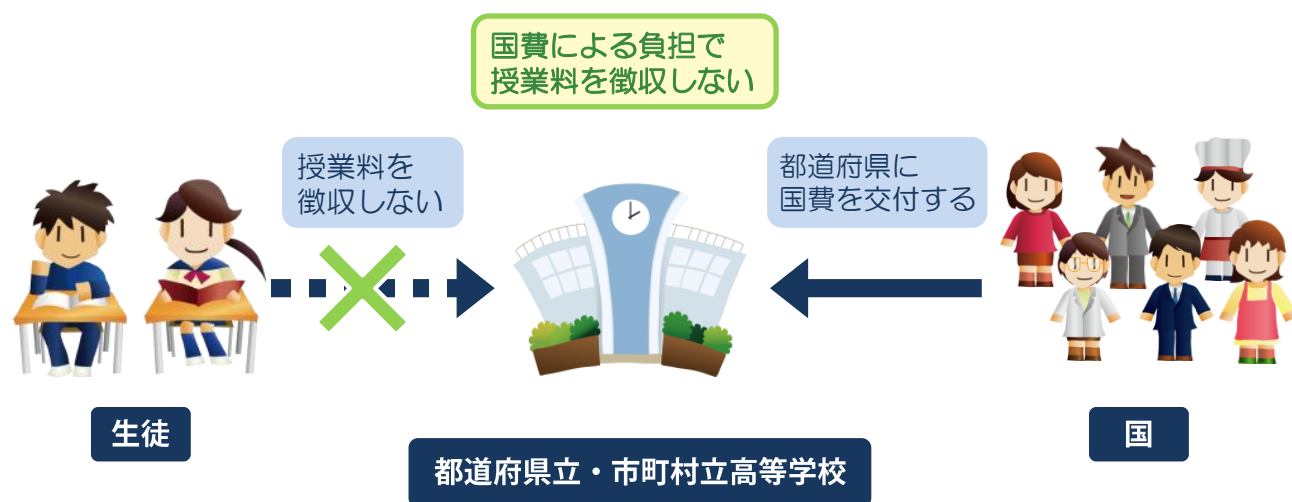 国費による負担で
授業料を徴収しない
授業料を
徴収しない
都道府県に
国費を交付する
生徒
国
都道府県立・市町村立高等学校